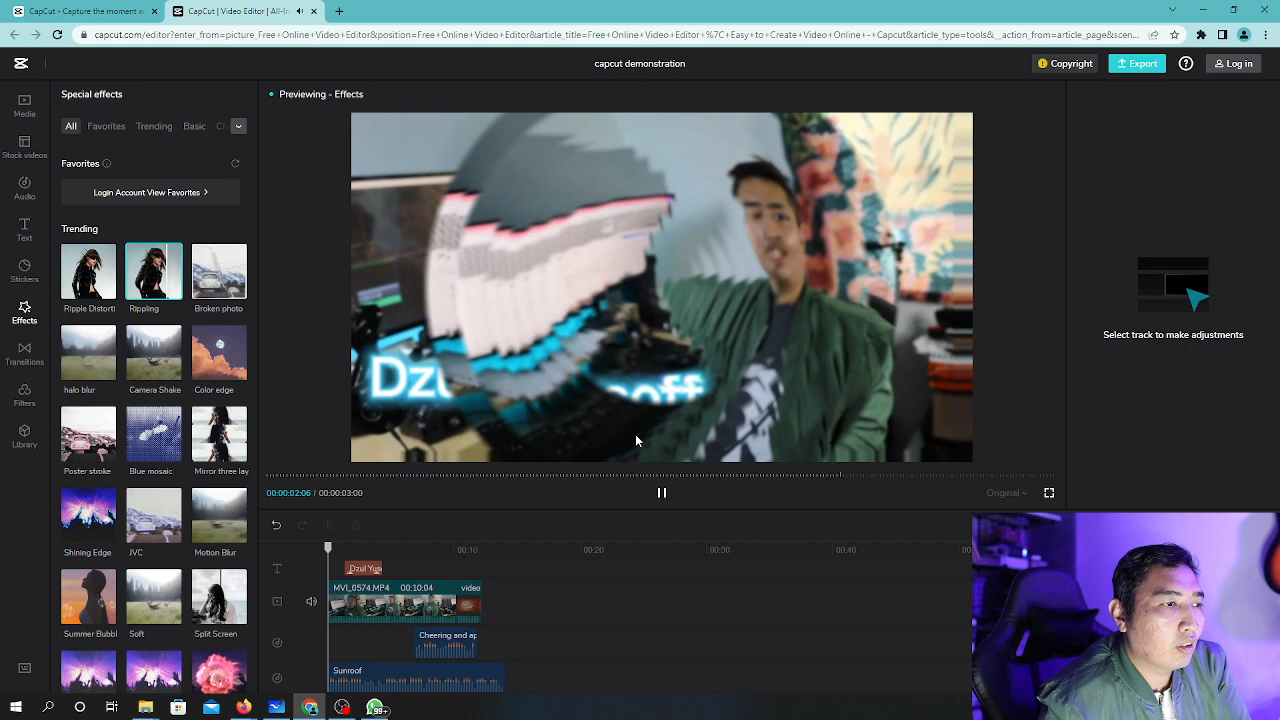 CapCut - Capture the moment ar
CapCut | Video Editor | All-In
capcut.com/editor?enter_from=picture_Free+Online+Video+Editor&position=Free+Online+Video+Editor&article_title=Free+Online+Video+Editor+%7C+Easy+to+Create+Video+Online+-+Capcut&article_type=tools&__action_from=article_page&scen...
capcut demonstration
Copyright
Export
Log in
Media
Stock videos
Audio
Text
Stickers
Effects
Transitions
Filters
Library
Special effects
All Favorites Trending Basic
Favorites
Login Account View Favorites >
Trending
Ripple Distorti Rippling Broken photo
halo blur Camera Shake Color edge
Poster stroke Blue mosaic Mirror three lay
Shining Edge JVC Motion Blur
Summer Bubbl Soft Split Screen
Previewing - Effects
Dzu
00:00:02:06 / 00:00:03:00
Original
Select track to make adjustments
00:10 00:20 00:30 00:40 00:
Dzul Yus
MVI_0574.MP4 00:10:04 video
Cheering and ap
Sunroof
99+